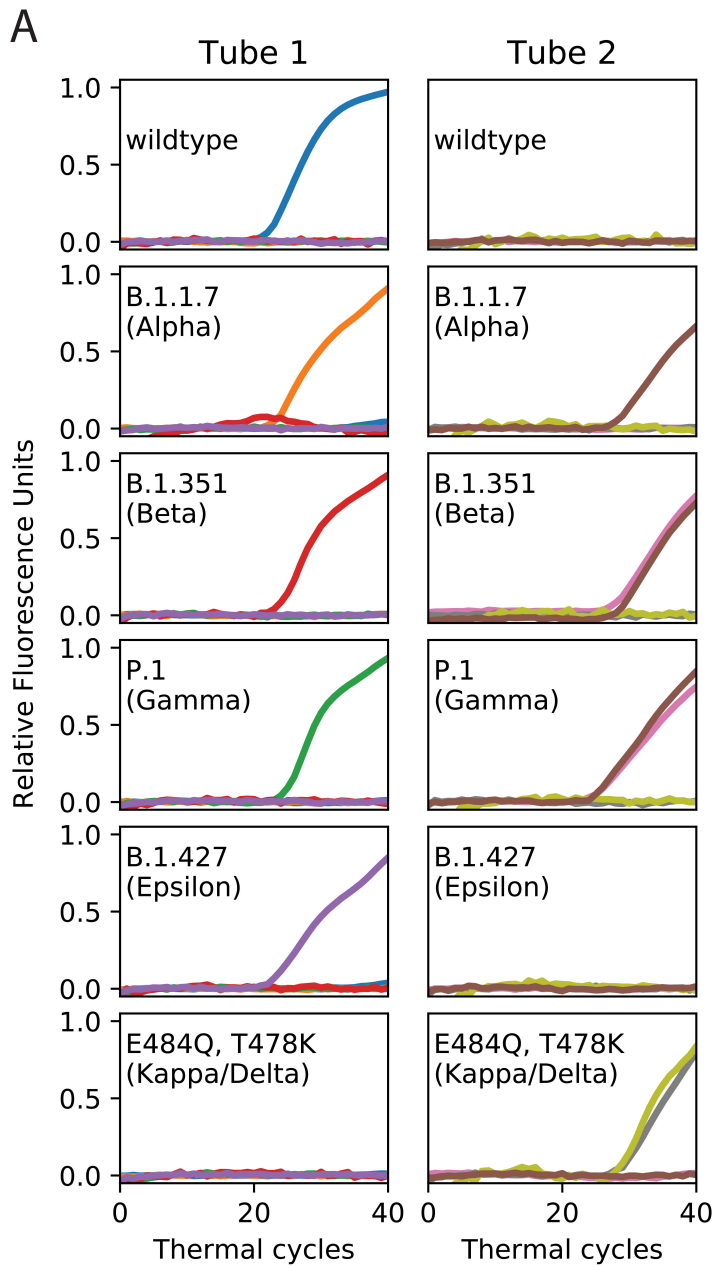 A
Tube 1
Tube 2
Relative Fluorescence Units
1.0
0.5
0.0
wildtype
wildtype
1.0
0.5
0.0
B.1.1.7
(Alpha)
B.1.1.7
(Alpha)
1.0
0.5
0.0
B.1.351
(Beta)
B.1.351
(Beta)
1.0
0.5
0.0
P.1
(Gamma)
P.1
(Gamma)
1.0
0.5
0.0
B.1.427
(Epsilon)
B.1.427
(Epsilon)
1.0
0.5
0.0
E484Q, T478K
(Kappa/Delta)
E484Q, T478K
(Kappa/Delta)
0 20 40
0 20 40
Thermal cycles
Thermal cycles